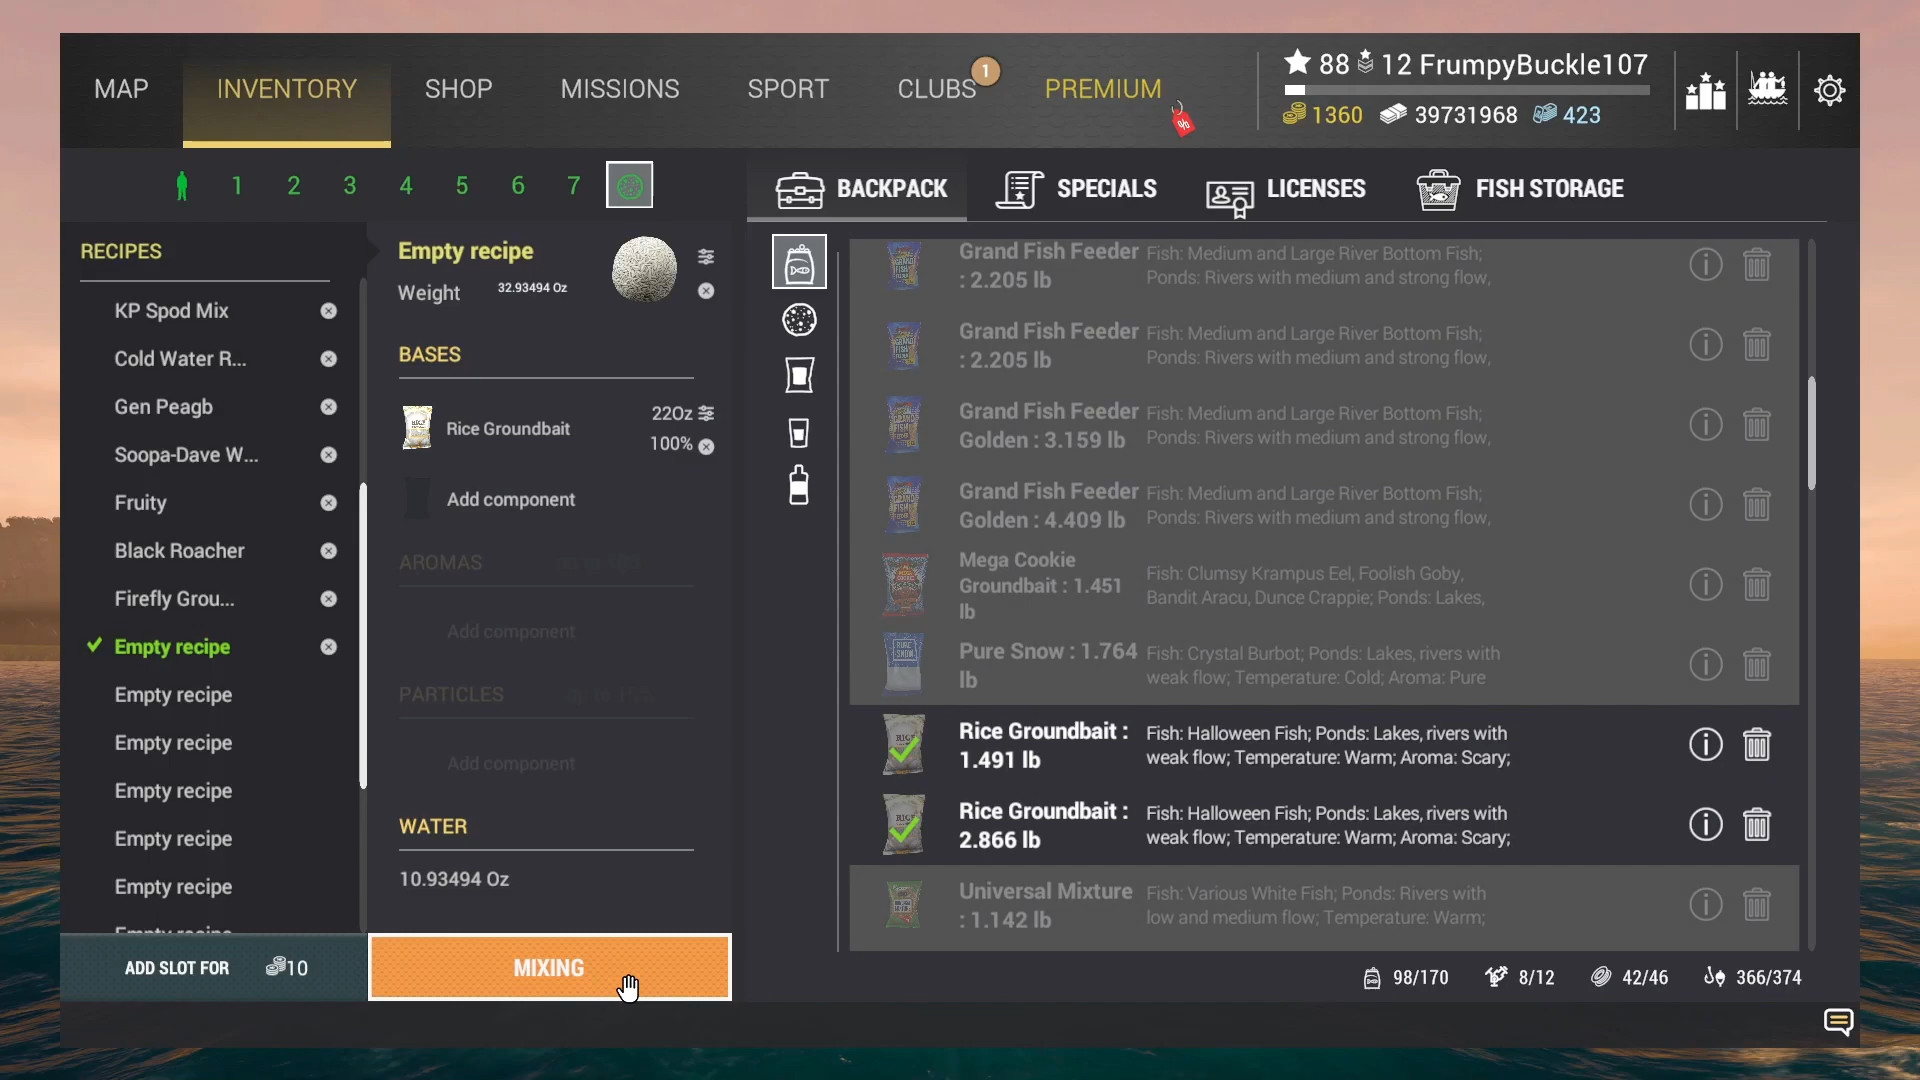 MAP
INVENTORY
SHOP
MISSIONS
SPORT
CLUBS
1
PREMIUM
%
88 12 FrumpyBuckle107
1360 39731968 423
1 2 3 4 5 6 7
BACKPACK
SPECIALS
LICENSES
FISH STORAGE
RECIPES
KP Spod Mix
Cold Water R...
Gen Peagb
Soopa-Dave W...
Fruity
Black Roacher
Firefly Grou...
Empty recipe
Empty recipe
Empty recipe
Empty recipe
Empty recipe
Empty recipe
Empty recipe
ADD SLOT FOR 10
Empty recipe
Weight 32.93494 Oz
BASES
Rice Groundbait
22Oz
100%
Add component
AROMAS
Add component
PARTICLES
Add component
WATER
10.93494 Oz
MIXING
Grand Fish Feeder
: 2.205 lb
Fish: Medium and Large River Bottom Fish;
Ponds: Rivers with medium and strong flow,
Grand Fish Feeder
: 2.205 lb
Fish: Medium and Large River Bottom Fish;
Ponds: Rivers with medium and strong flow,
Grand Fish Feeder
Golden : 3.159 lb
Fish: Medium and Large River Bottom Fish;
Ponds: Rivers with medium and strong flow,
Grand Fish Feeder
Golden : 4.409 lb
Fish: Medium and Large River Bottom Fish;
Ponds: Rivers with medium and strong flow,
Mega Cookie
Groundbait : 1.451
lb
Fish: Clumsy Krampus Eel, Foolish Goby,
Bandit Aracu, Dunce Crappie; Ponds: Lakes,
Pure Snow : 1.764
lb
Fish: Crystal Burbot; Ponds: Lakes, rivers with
weak flow; Temperature: Cold; Aroma: Pure
Rice Groundbait :
1.491 lb
Fish: Halloween Fish; Ponds: Lakes, rivers with
weak flow; Temperature: Warm; Aroma: Scary;
Rice Groundbait :
2.866 lb
Fish: Halloween Fish; Ponds: Lakes, rivers with
weak flow; Temperature: Warm; Aroma: Scary;
Universal Mixture
: 1.142 lb
Fish: Various White Fish; Ponds: Rivers with
low and medium flow; Temperature: Warm;
98/170 8/12 42/46 366/374